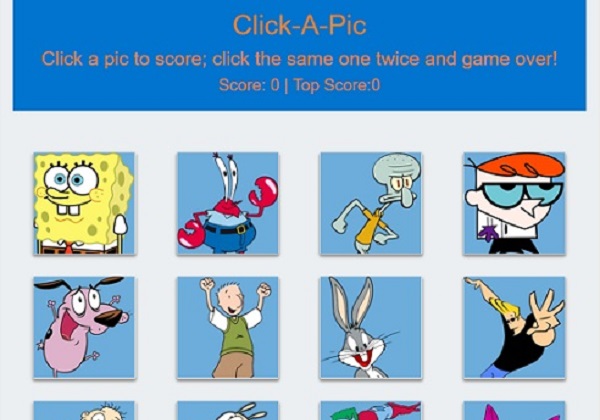 Click-A-Pic
Click a pic to score; click the same one twice and game over!
Score: 0 | Top Score:0